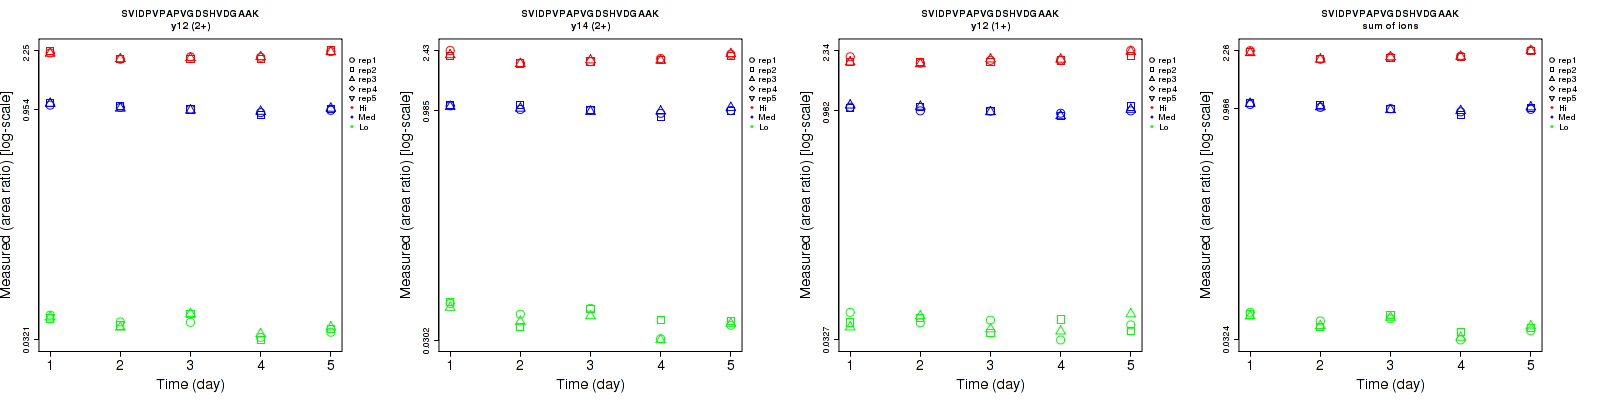 SVIDPVPAPVGDSHVDGAAK
y12 (2+)
Measured (area ratio) [log-scale]
2.25
0.954
0.0321
1 2 3 4 5
Time (day)
rep1
rep2
rep3
rep4
rep5
Hi
Med
Lo
SVIDPVPAPVGDSHVDGAAK
y14 (2+)
Measured (area ratio) [log-scale]
2.43
0.985
0.0302
1 2 3 4 5
Time (day)
rep1
rep2
rep3
rep4
rep5
Hi
Med
Lo
SVIDPVPAPVGDSHVDGAAK
y12 (1+)
Measured (area ratio) [log-scale]
2.34
0.962
0.0327
1 2 3 4 5
Time (day)
rep1
rep2
rep3
rep4
rep5
Hi
Med
Lo
SVIDPVPAPVGDSHVDGAAK
sum of ions
Measured (area ratio) [log-scale]
2.26
0.966
0.0324
1 2 3 4 5
Time (day)
rep1
rep2
rep3
rep4
rep5
Hi
Med
Lo